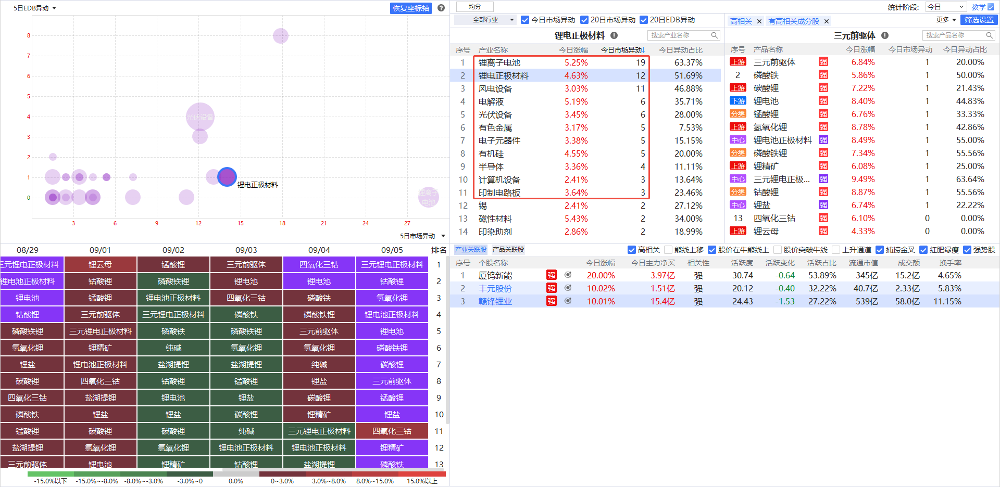 5日EDB异动
恢复坐标轴
8
7
6
5
4
3
2
1
0
光伏设备
锂电正极材料
锂离子
电池
3 6 9 12 15 18 21 24 27
5日市场异动
均分
统计阶段: 今日 教学
全部行业 今日市场异动 20日市场异动 20日EDB异动
锂电正极材料 搜索产业名称
序号 产业名称 今日涨幅 今日市场异动↓ 今日异动占比
1 锂离子电池 5.25% 19 63.37%
2 锂电正极材料 4.63% 12 51.69%
3 风电设备 3.03% 11 46.88%
4 电解液 5.19% 6 35.71%
5 光伏设备 3.45% 6 28.00%
6 有色金属 3.17% 5 7.53%
7 电子元器件 3.38% 5 15.15%
8 有机硅 4.55% 5 20.00%
9 半导体 3.36% 4 11.11%
10 计算机设备 2.41% 3 13.64%
11 印制电路板 3.64% 3 23.46%
12 锡 2.41% 2 27.12%
13 磁性材料 5.43% 2 34.00%
14 印染助剂 2.86% 2 18.99%
高相关 × 有高相关成分股 × 更多 筛选设置
三元前驱体 搜索产品名称
序号 产品名称 今日涨幅 今日市场异动 今日异动占比
上游 三元前驱体 强 6.84% 1 20.00%
2 磷酸铁 强 5.86% 1 50.00%
上游 碳酸锂 强 7.22% 1 21.43%
下游 锂电池 强 8.40% 1 44.83%
分类 锰酸锂 强 6.76% 1 33.33%
上游 氢氧化锂 强 8.78% 1 42.86%
中心 锂电池正极材料 强 8.49% 1 55.00%
分类 磷酸铁锂 强 7.34% 1 55.56%
上游 锂精矿 强 6.08% 1 25.00%
中心 三元锂电正极... 强 9.49% 1 63.64%
分类 钴酸锂 强 8.87% 1 55.56%
中心 锂盐 强 6.74% 1 22.22%
13 四氧化三钴 强 6.10% 0 0.00%
上游 锂云母 强 4.33% 0 0.00%
08/29 09/01 09/02 09/03 09/04 09/05 排名
三元锂电正极材料 锂云母 锰酸锂 三元前驱体 四氧化三钴 三元锂电正极材料 1
锂电池正极材料 钴酸锂 磷酸铁锂 锂电池 锂电池 钴酸锂 2
锂电池 锰酸锂 锂电池正极材料 四氧化三钴 磷酸铁 氢氧化锂 3
钴酸锂 三元前驱体 三元锂电正极材料 磷酸铁 磷酸铁锂 锂电池正极材料 4
磷酸铁锂 三元锂电正极材料 磷酸铁 磷酸铁锂 三元前驱体 锂电池 5
氢氧化锂 锂精矿 纯碱 氢氧化锂 氢氧化锂 磷酸铁锂 6
锂盐 锂电池正极材料 盐湖提锂 盐湖提锂 纯碱 碳酸锂 7
碳酸锂 四氧化三钴 钴酸锂 锰酸锂 锂盐 三元前驱体 8
四氧化三钴 盐湖提锂 锂电池 锂盐 碳酸锂 锰酸锂 9
磷酸铁 锂盐 锂盐 碳酸锂 锂精矿 锂盐 10
锰酸锂 碳酸锂 碳酸锂 纯碱 三元锂电正极材料 四氧化三钴 11
盐湖提锂 氢氧化锂 氢氧化锂 锂电池正极材料 锂电池正极材料 锂精矿 12
三元前驱体 锂电池 锂精矿 钴酸锂 盐湖提锂 磷酸铁 13
-15.0%以下 -15.0%~-8.0% -8.0%~-3.0% -3.0%~0 0.0% 0~3.0% 3.0%~8.0% 8.0%~15.0% 15.0%以上
产业关联股 产品关联股 高相关 能线上移 股价在牛能线上 股价突破牛线 上升通道 捕捞金叉 红肥绿瘦 强势股
序号 个股名称 今日涨幅 今日主力净买 相关性 活跃度 活跃变化 活跃占比 流通市值 成交额 换手率
1 厦钨新能 强 20.00% 3.97亿 强 30.74 -0.64 53.89% 345亿 15.2亿 4.65%
2 丰元股份 强 10.02% 1.51亿 强 20.12 -0.40 32.22% 40.7亿 2.33亿 5.83%
3 赣锋锂业 强 10.01% 15.4亿 强 24.43 -1.53 27.22% 539亿 58.0亿 11.15%